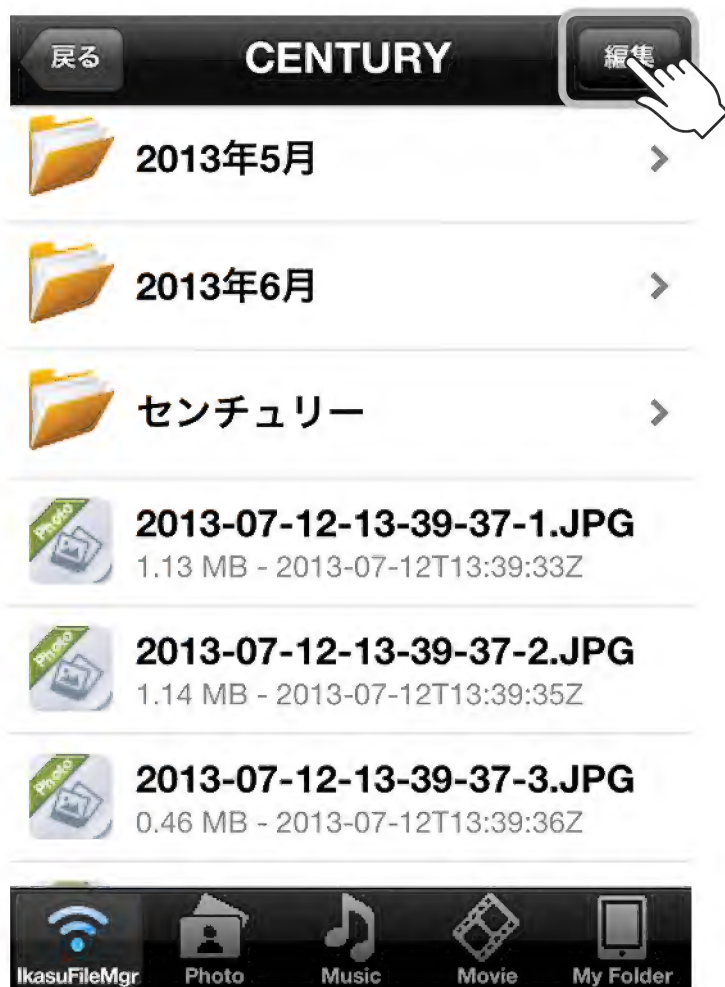 戻る CENTURY 編集
2013年5月
2013年6月
センチュリー
Photo
2013-07-12-13-39-37-1.JPG
1.13 MB - 2013-07-12T13:39:33Z
Photo
2013-07-12-13-39-37-2.JPG
1.14 MB - 2013-07-12T13:39:35Z
Photo
2013-07-12-13-39-37-3.JPG
0.46 MB - 2013-07-12T13:39:36Z
IkasuFileMgr Photo Music Movie My Folder